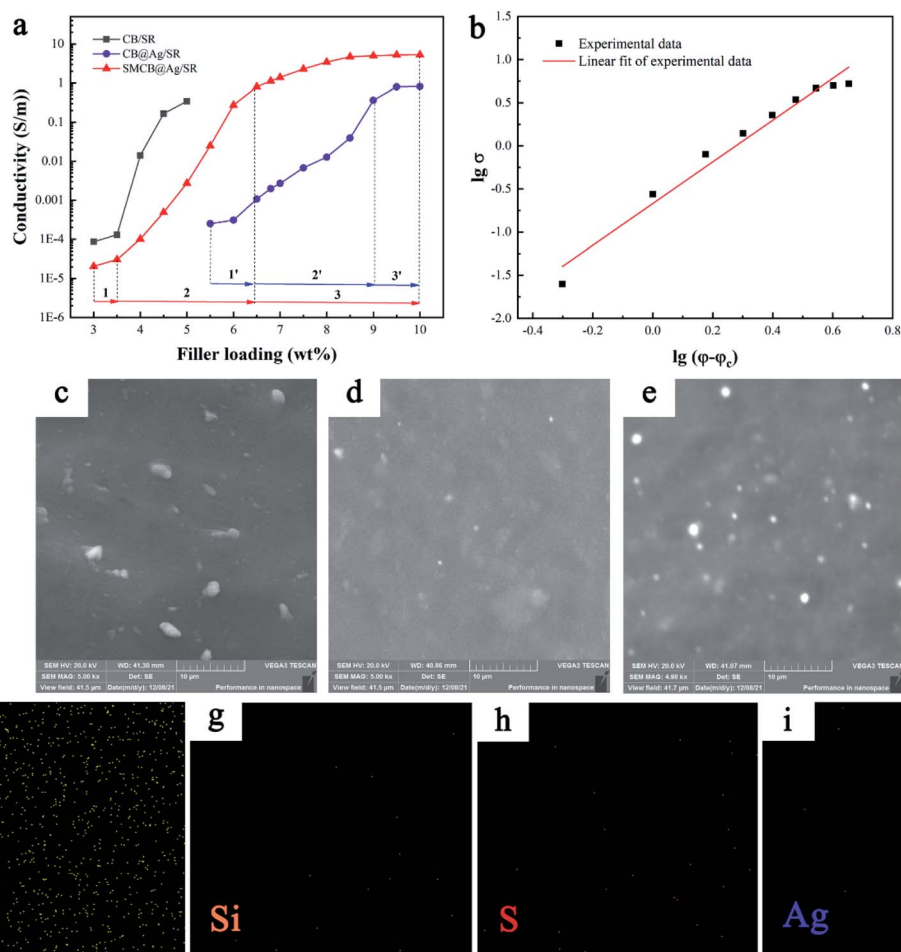 a
CB/SR
CB@Ag/SR
SMCB@Ag/SR
Conductivity (S/m))
10
1
0.1
0.01
0.001
1E-4
1E-5
1E-6
1' 2' 3'
1 2 3
3 4 5 6 7 8 9 10
Filler loading (wt%)
b
Experimental data
Linear fit of experimental data
lg σ
1.5
1.0
0.5
0.0
-0.5
-1.0
-1.5
-2.0
-0.4 -0.2 0.0 0.2 0.4 0.6 0.8
lg (φ-φc)
c
SEM HV: 20.0 kV WD: 41.30 mm VEGA3 TESCAN
SEM MAG: 5.00 kx Det: SE 10 μm
View field: 41.5 μm Date(m/d/y): 12/08/21 Performance in nanospace
d
SEM HV: 20.0 kV WD: 40.86 mm VEGA3 TESCAN
SEM MAG: 5.00 kx Det: SE 10 μm
View field: 41.5 μm Date(m/d/y): 12/08/21 Performance in nanospace
e
SEM HV: 20.0 kV WD: 41.07 mm VEGA3 TESCAN
SEM MAG: 4.98 kx Det: SE 10 μm
View field: 41.7 μm Date(m/d/y): 12/08/21 Performance in nanospace
g
Si
h
S
i
Ag